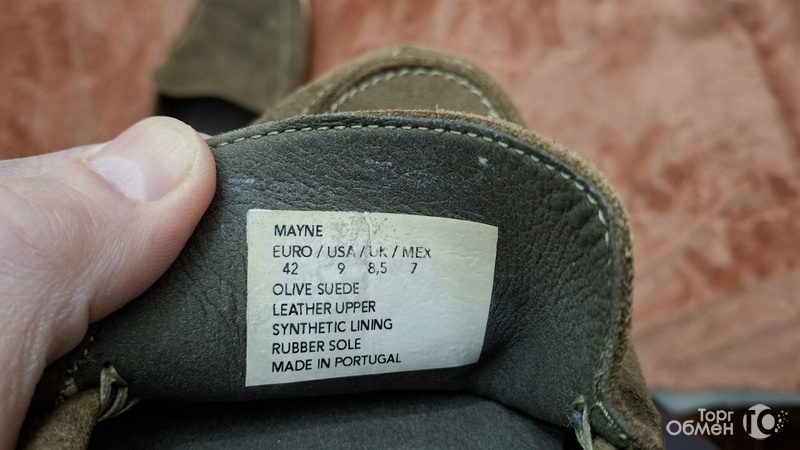 MAYNE
EURO / USA / UK / MEX
42 9 8,5 7
OLIVE SUEDE
LEATHER UPPER
SYNTHETIC LINING
RUBBER SOLE
MADE IN PORTUGAL
Торг
Обмен